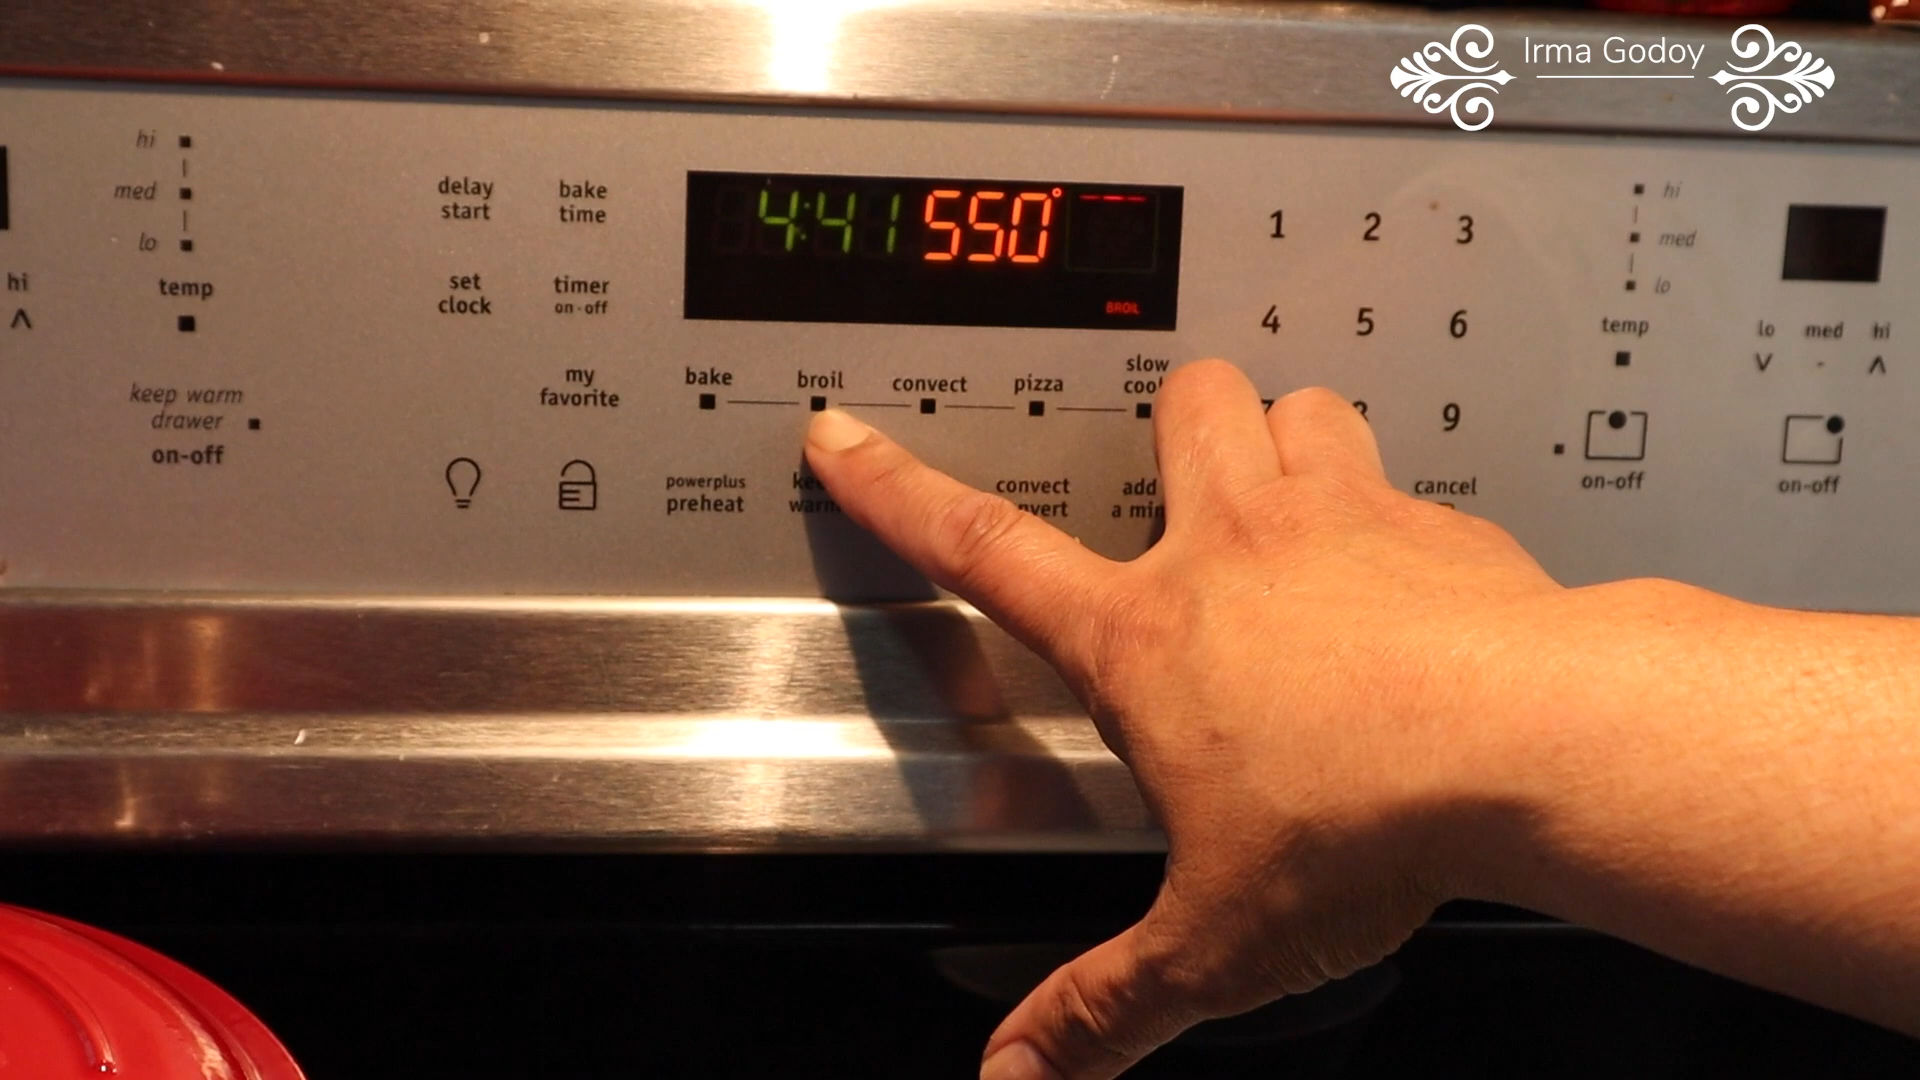 Irma Godoy
hi
med
lo
temp
hi
keep warm
drawer
on-off
delay
start
bake
time
set
clock
timer
on-off
my
favorite
4:41 550°
BROIL
bake
broil
convect
pizza
slow
powerplus
preheat
convect
add
1 2 3
4 5 6
9
cancel
hi
med
lo
temp
on-off
lo med hi
on-off